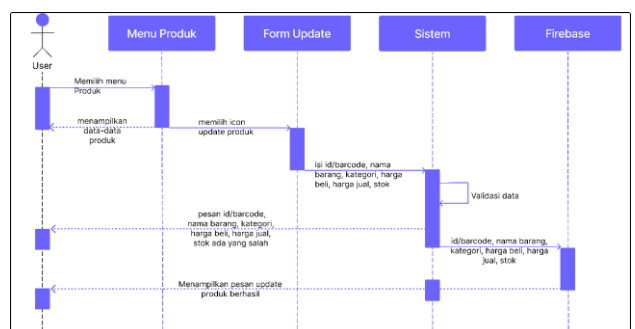 Menu Produk
Form Update
Sistem
Firebase
User
Memilih menu
Produk
menampilkan
data-data
produk
memilih icon
update produk
isi id/barcode, nama
barang, kategori, harga
beli, harga jual, stok
Validasi data
pesan id/barcode,
nama barang, kategori,
harga beli, harga jual,
stok ada yang salah
id/barcode, nama barang,
kategori, harga beli, harga
jual, stok
Menampilkan pesan update
produk berhasil